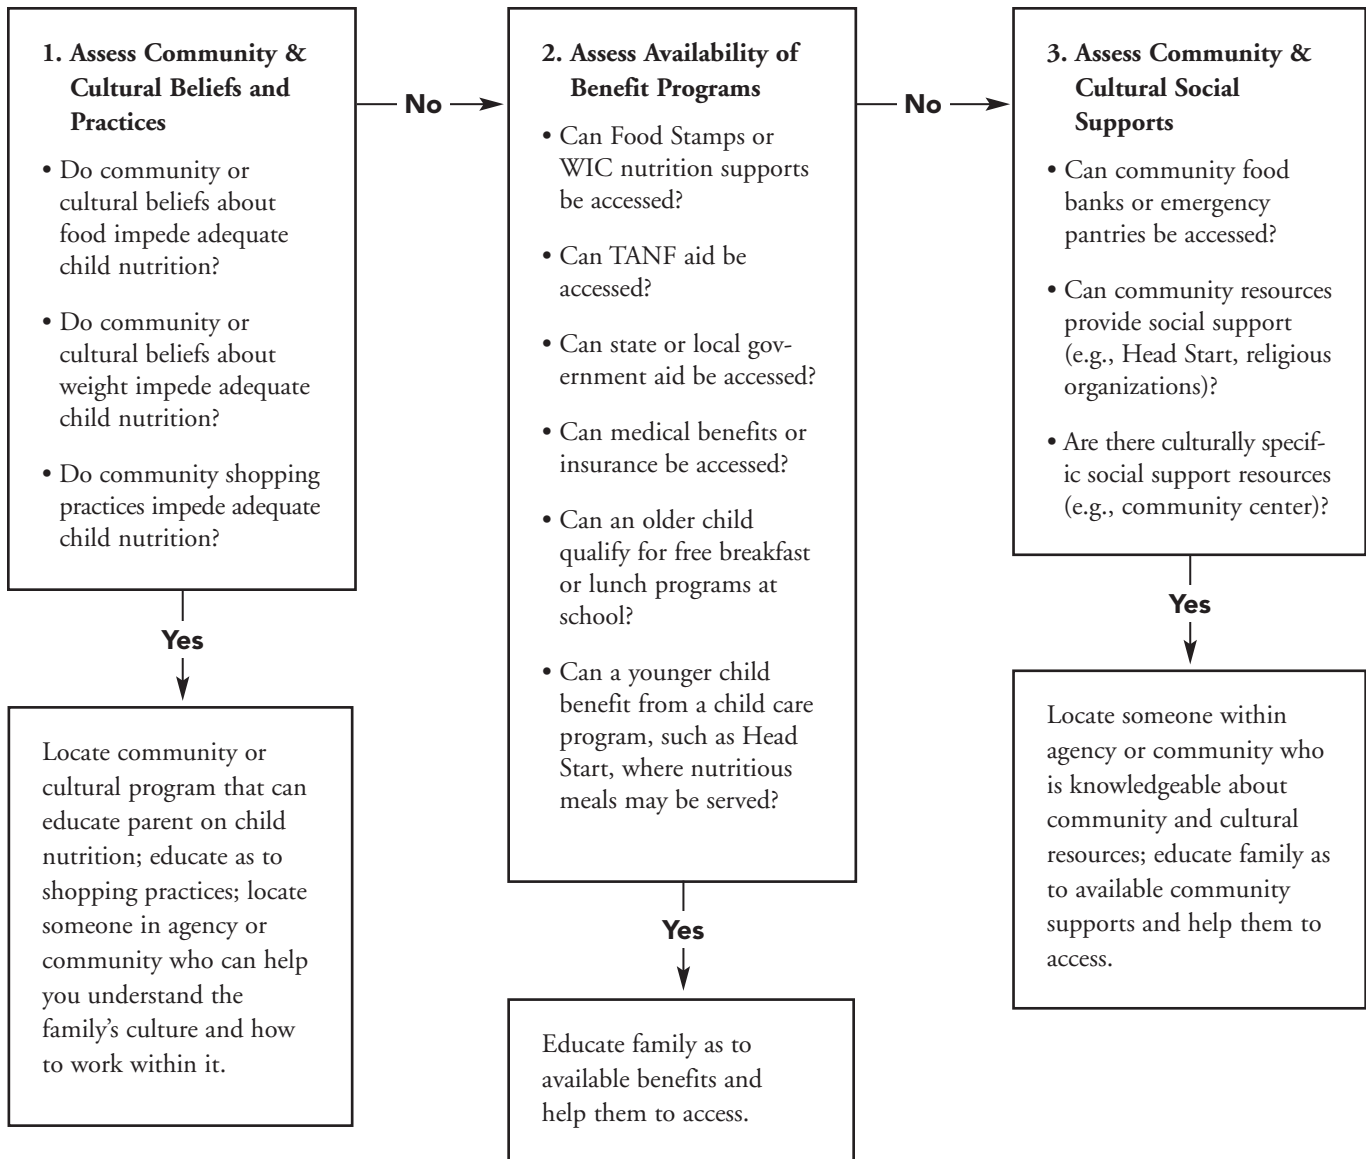 1. Assess Community &
Cultural Beliefs and
Practices
• Do community or
cultural beliefs about
food impede adequate
child nutrition?
• Do community or
cultural beliefs about
weight impede adequate
child nutrition?
• Do community shopping
practices impede adequate
child nutrition?
No
Yes
Locate community or
cultural program that can
educate parent on child
nutrition; educate as to
shopping practices; locate
someone in agency or
community who can help
you understand the
family’s culture and how
to work within it.
2. Assess Availability of
Benefit Programs
• Can Food Stamps or
WIC nutrition supports
be accessed?
• Can TANF aid be
accessed?
• Can state or local gov-
ernment aid be accessed?
• Can medical benefits or
insurance be accessed?
• Can an older child
qualify for free breakfast
or lunch programs at
school?
• Can a younger child
benefit from a child care
program, such as Head
Start, where nutritious
meals may be served?
No
Yes
Educate family as to
available benefits and
help them to access.
3. Assess Community &
Cultural Social
Supports
• Can community food
banks or emergency
pantries be accessed?
• Can community resources
provide social support
(e.g., Head Start, religious
organizations)?
• Are there culturally specif-
ic social support resources
(e.g., community center)?
Yes
Locate someone within
agency or community who
is knowledgeable about
community and cultural
resources; educate family as
to available community
supports and help them to
access.